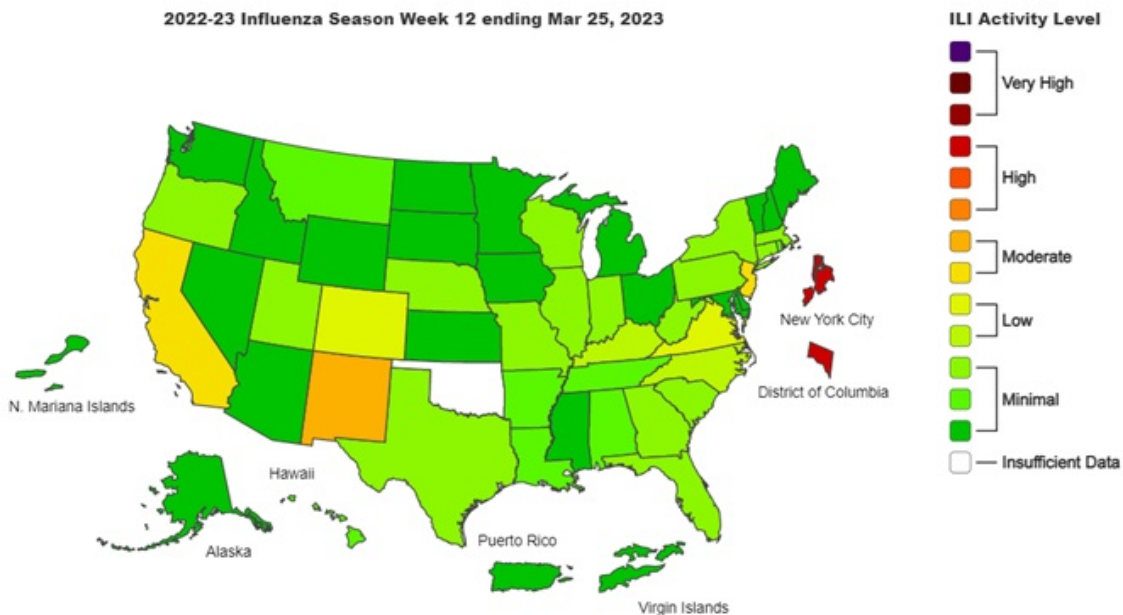 2022-23 Influenza Season Week 12 ending Mar 25, 2023
ILI Activity Level
Very High
High
Moderate
Low
Minimal
Insufficient Data
New York City
District of Columbia
N. Mariana Islands
Hawaii
Alaska
Puerto Rico
Virgin Islands